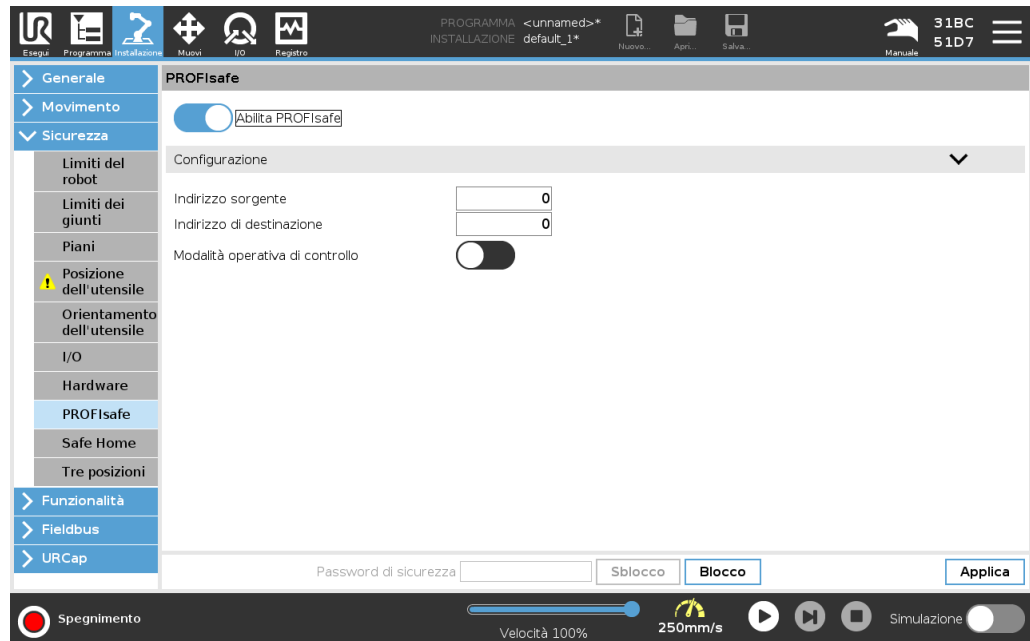 Esegui
Programma
Installazione
Muovi
I/O
Registro
PROGRAMMA <unnamed>*
INSTALLAZIONE default_1*
Nuovo...
Apri...
Salva...
Manuale
31BC
51D7
Generale
Movimento
Sicurezza
Limiti del
robot
Limiti dei
giunti
Piani
Posizione
dell'utensile
Orientamento
dell'utensile
I/O
Hardware
PROFIsafe
Safe Home
Tre posizioni
Funzionalità
Fieldbus
URCap
PROFIsafe
Abilita PROFIsafe
Configurazione
Indirizzo sorgente 0
Indirizzo di destinazione 0
Modalità operativa di controllo
Password di sicurezza Sblocco Blocco Applica
Spegnimento
Velocità 100%
250mm/s
Simulazione